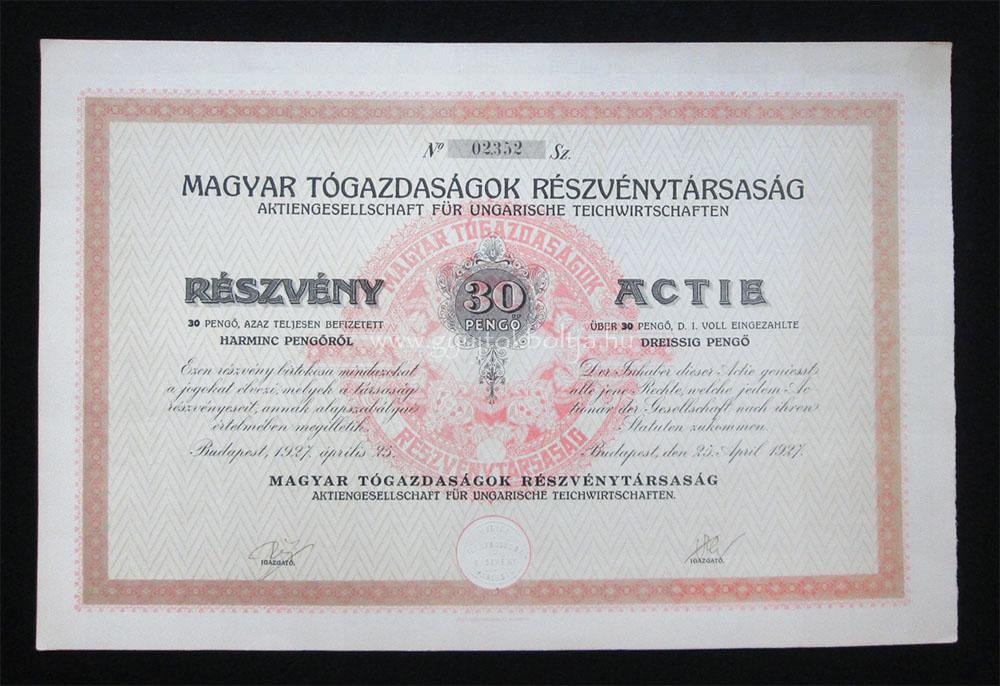 Nº 02352 Sz.
MAGYAR TÓGAZDASÁGOK RÉSZVÉNYTÁRSASÁG
AKTIENGESELLSCHAFT FÜR UNGARISCHE TEICHWIRTSCHAFTEN
MAGYAR TÓGAZDASÁGOK
RÉSZVÉNY
30 PENGŐ, AZAZ TELJESEN BEFIZETETT
HARMINC PENGŐRŐL
Ezen részvény birtokosa mindazokat
a jogokat élvezi, melyek a társaság
részvényeseit, annak alapszabályai
értelmében megilletik.
Budapest, 1927. április 25.
30
PENGŐ
ACTIE
ÜBER 30 PENGŐ, D. I. VOLL EINGEZAHLTE
DREISSIG PENGŐ
Der Inhaber dieser Actie geniesst
alle jene Rechte, welche jedem Ac-
tionär der Gesellschaft nach ihren
Statuten zukommen.
Budapest, den 25. April 1927.
www.gyujtokboltja.hu
RÉSZVÉNYTÁRSASÁG
MAGYAR TÓGAZDASÁGOK RÉSZVÉNYTÁRSASÁG
AKTIENGESELLSCHAFT FÜR UNGARISCHE TEICHWIRTSCHAFTEN.
IGAZGATÓ.
IGAZGATÓ.